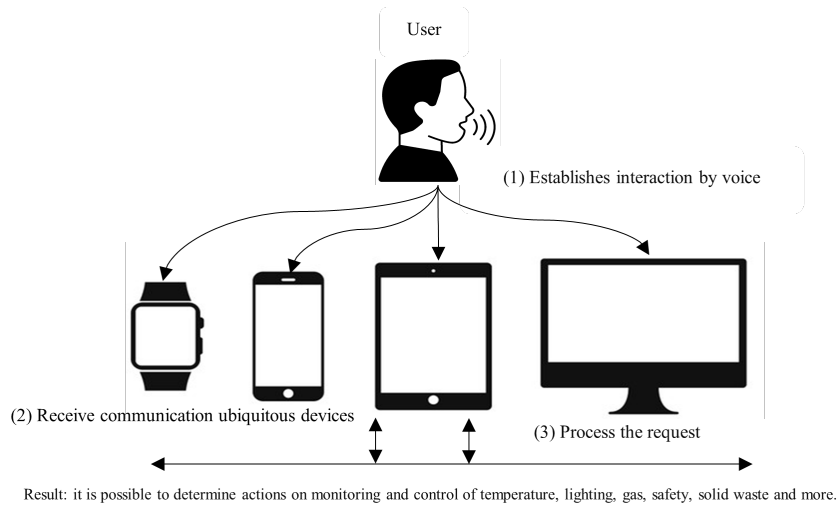 User
(1) Establishes interaction by voice
(2) Receive communication ubiquitous devices
(3) Process the request
Result: it is possible to determine actions on monitoring and control of temperature, lighting, gas, safety, solid waste and more.